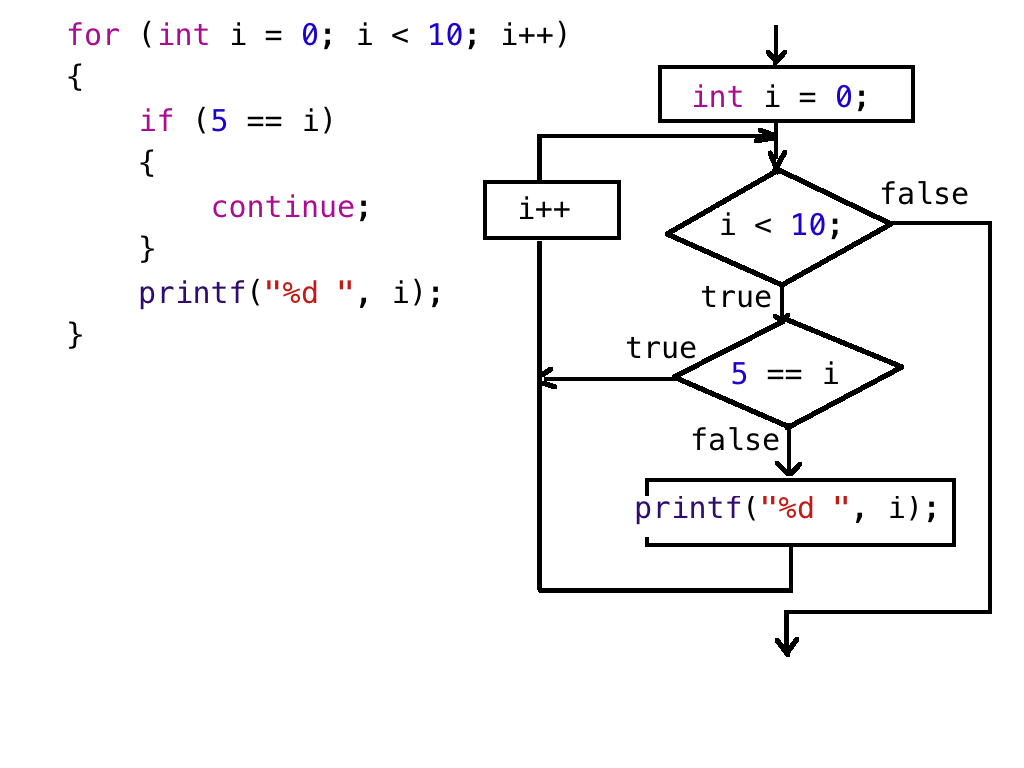 for (int i = 0; i < 10; i++)
{
    if (5 == i)
    {
        continue;
    }
    printf("%d ", i);
}
int i = 0;
i++
i < 10;
false
true
true
5 == i
false
printf("%d ", i);